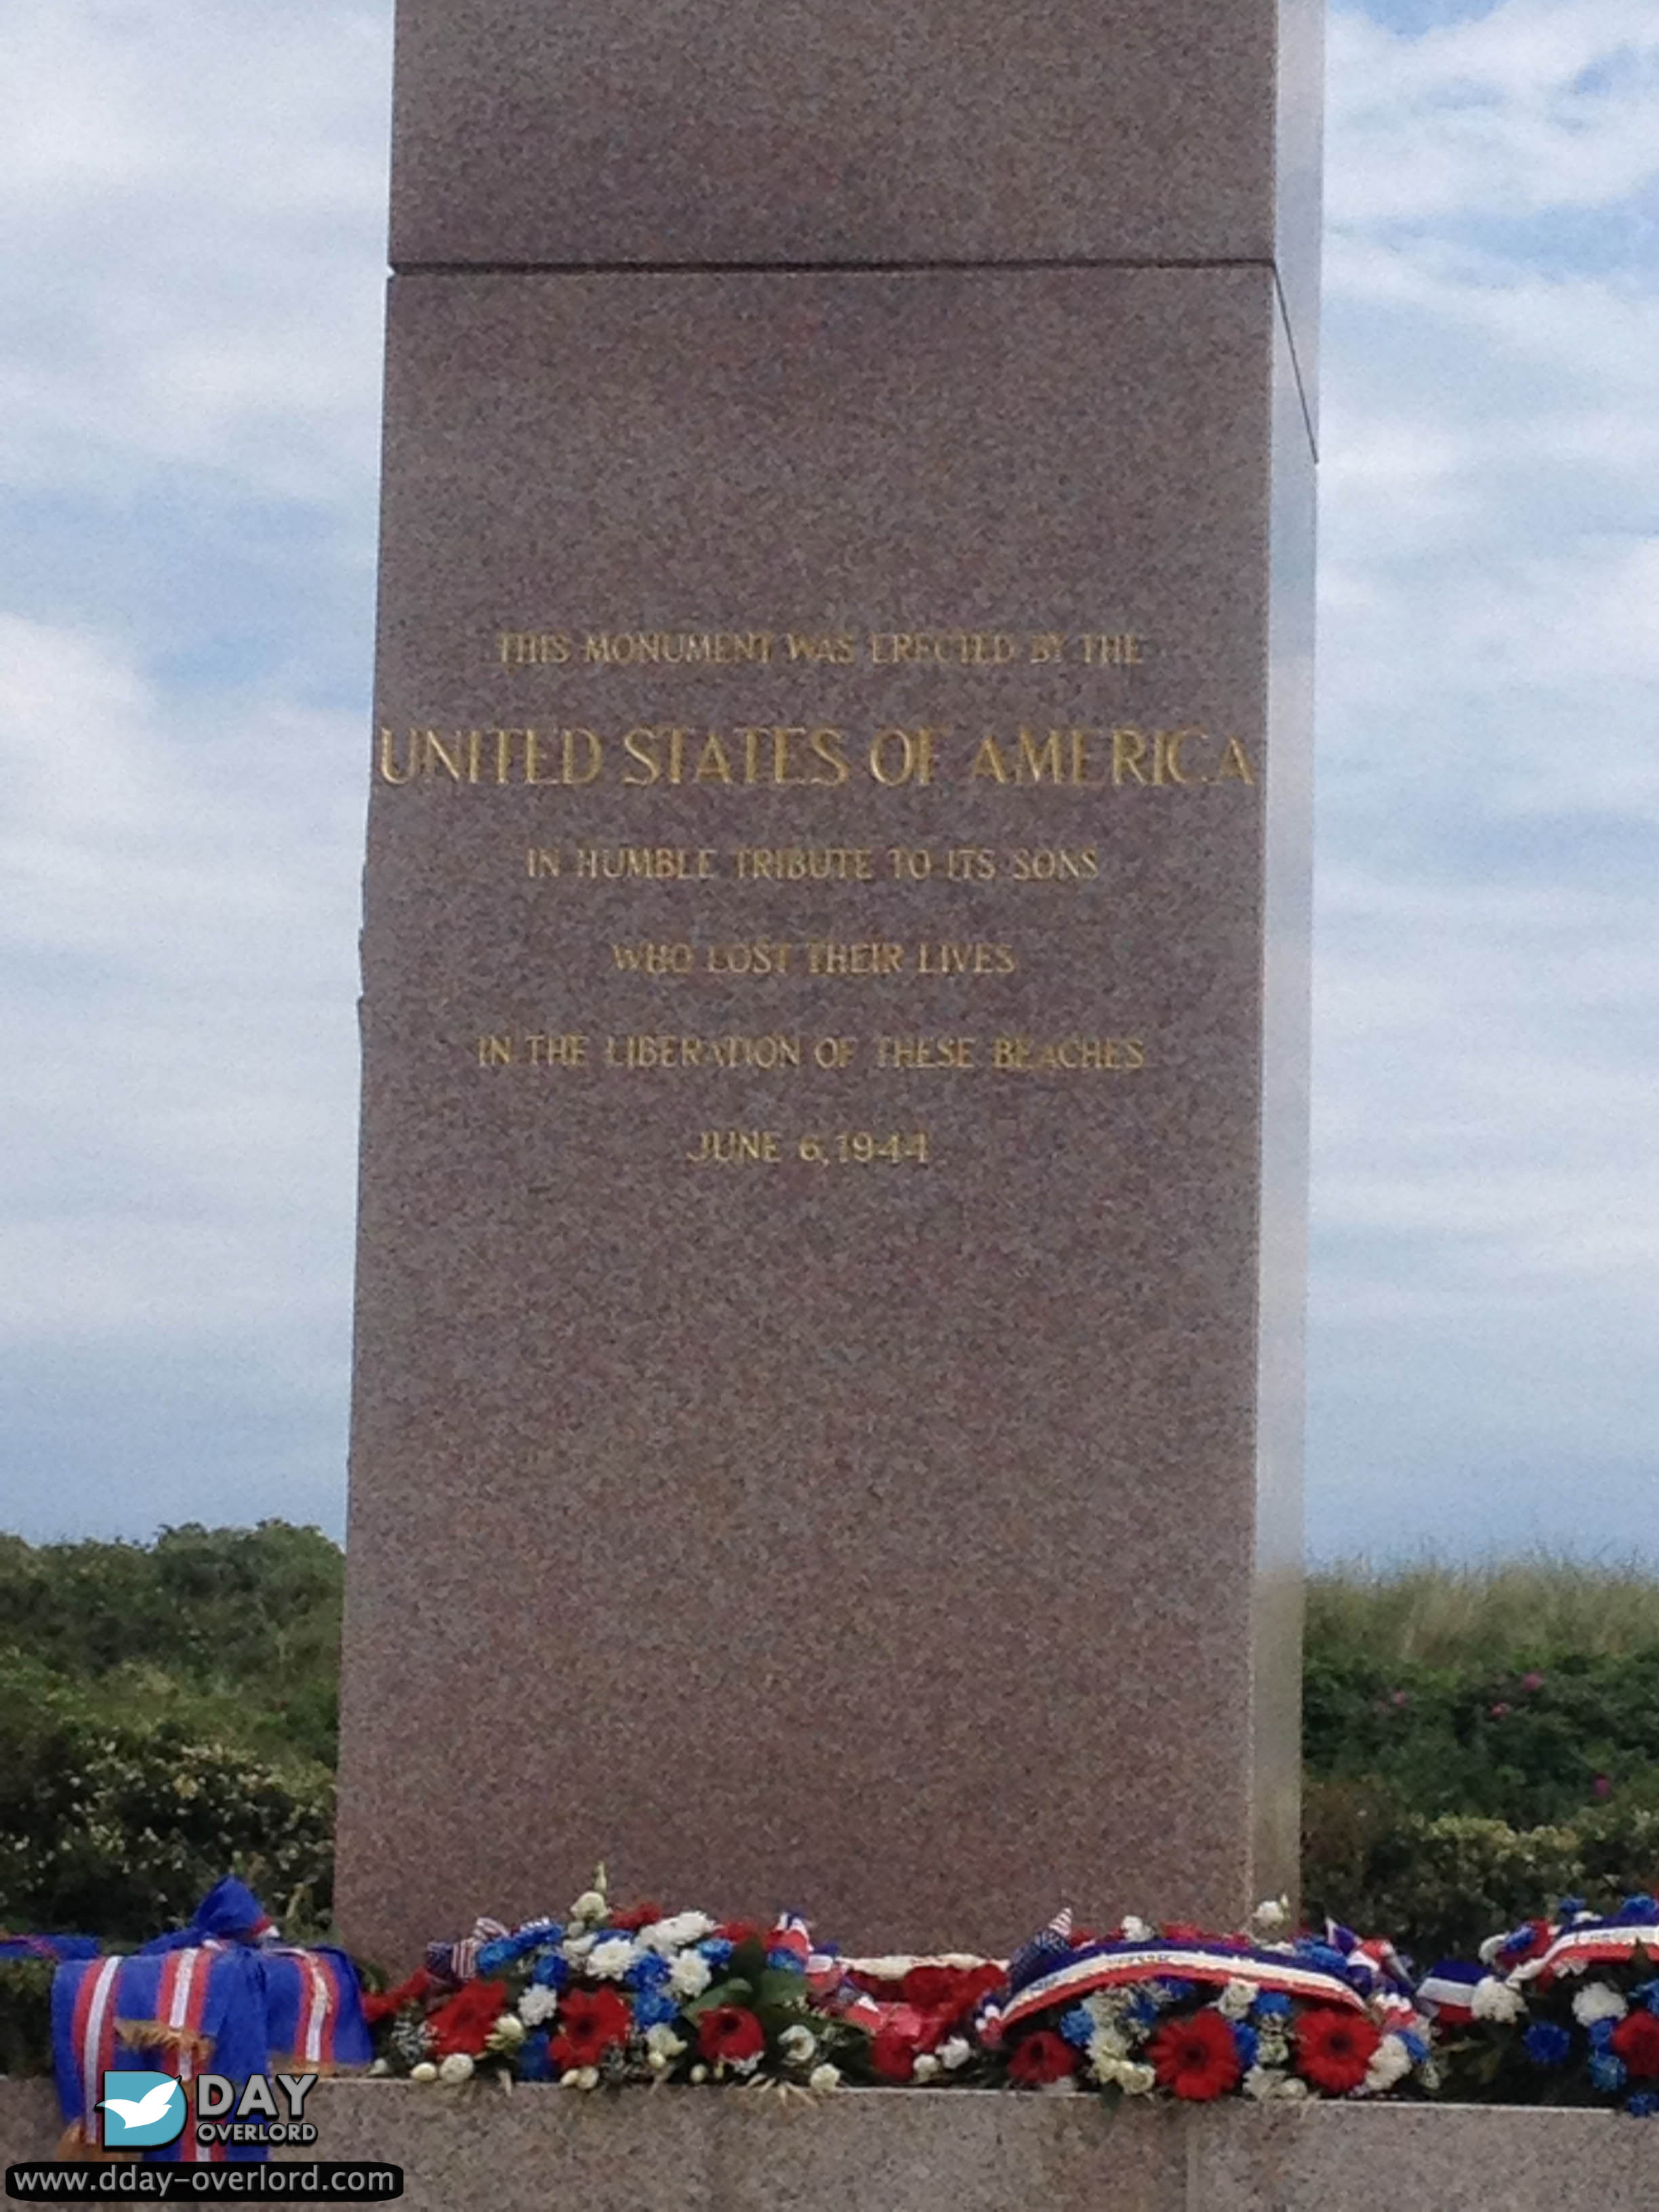 THIS MONUMENT WAS ERECTED BY THE
UNITED STATES OF AMERICA
IN HUMBLE TRIBUTE TO ITS SONS
WHO LOST THEIR LIVES
IN THE LIBERATION OF THESE BEACHES
JUNE 6, 1944
D DAY
OVERLORD
www.dday-overlord.com